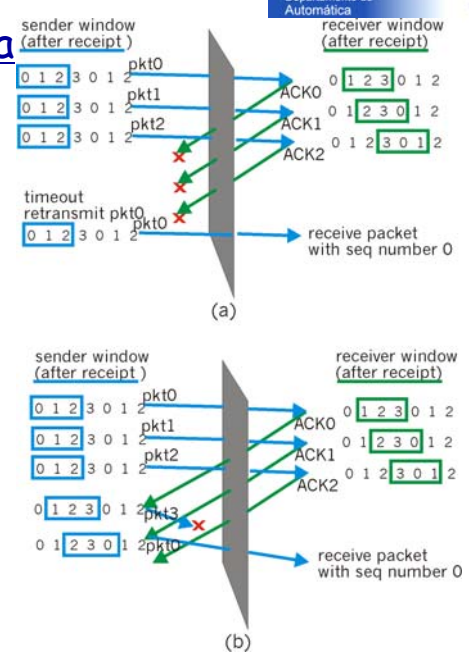 Automática
a
sender window
(after receipt )
receiver window
(after receipt)
0 1 2 3 0 1 2 pkt0
ACK0
0 1 2 3 0 1 2
0 1 2 3 0 1 2 pkt1
ACK1
0 1 2 3 0 1 2
0 1 2 3 0 1 2 pkt2
ACK2
0 1 2 3 0 1 2
timeout
retransmit pkt0
0 1 2 3 0 1 2 pkt0
receive packet
with seq number 0
(a)
sender window
(after receipt )
receiver window
(after receipt)
0 1 2 3 0 1 2 pkt0
ACK0
0 1 2 3 0 1 2
0 1 2 3 0 1 2 pkt1
ACK1
0 1 2 3 0 1 2
0 1 2 3 0 1 2 pkt2
ACK2
0 1 2 3 0 1 2
0 1 2 3 0 1 2 pkt3
0 1 2 3 0 1 2 pkt0
receive packet
with seq number 0
(b)